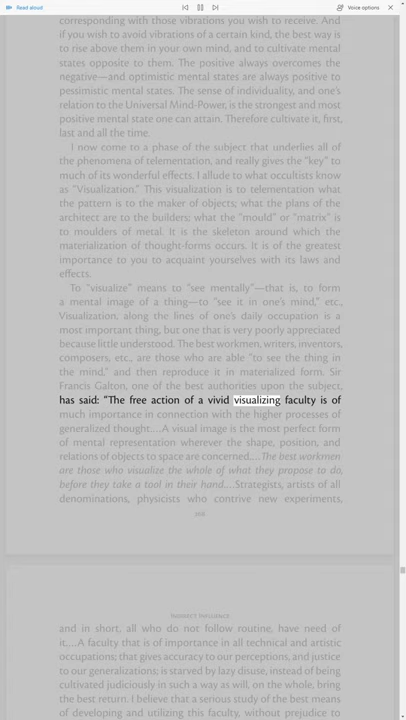 Read aloud
Voice options
corresponding with those vibrations you wish to receive. And
if you wish to avoid vibrations of a certain kind, the best way is
to rise above them in your own mind, and to cultivate mental
states opposite to them. The positive always overcomes the
negative—and optimistic mental states are always positive to
pessimistic mental states. The sense of individuality, and one's
relation to the Universal Mind-Power, is the strongest and most
positive mental state one can attain. Therefore cultivate it, first,
last and all the time.
I now come to a phase of the subject that underlies all of
the phenomena of telementation, and really gives the "key" to
much of its wonderful effects. I allude to what occultists know
as "Visualization." This visualization is to telementation what
the pattern is to the maker of objects; what the plans of the
architect are to the builders; what the "mould" or "matrix" is
to moulders of metal. It is the skeleton around which the
materialization of thought-forms occurs. It is of the greatest
importance to you to acquaint yourselves with its laws and
effects.
To "visualize" means to "see mentally"—that is, to form
a mental image of a thing—to "see it in one's mind," etc.,
Visualization, along the lines of one's daily occupation is a
most important thing, but one that is very poorly appreciated
because little understood. The best workmen, writers, inventors,
composers, etc., are those who are able "to see the thing in
the mind," and then reproduce it in materialized form. Sir
Francis Galton, one of the best authorities upon the subject,
has said: "The free action of a vivid visualizing faculty is of
much importance in connection with the higher processes of
generalized thought....A visual image is the most perfect form
of mental representation wherever the shape, position, and
relations of objects to space are concerned....The best workmen
are those who visualize the whole of what they propose to do,
before they take a tool in their hand....Strategists, artists of all
denominations, physicists who contrive new experiments,
Indirect Influence
and in short, all who do not follow routine, have need of
it....A faculty that is of importance in all technical and artistic
occupations; that gives accuracy to our perceptions, and justice
to our generalizations; is starved by lazy disuse, instead of being
cultivated judiciously in such a way as will, on the whole, bring
the best return. I believe that a serious study of the best means
of developing and utilizing this faculty, without prejudice to